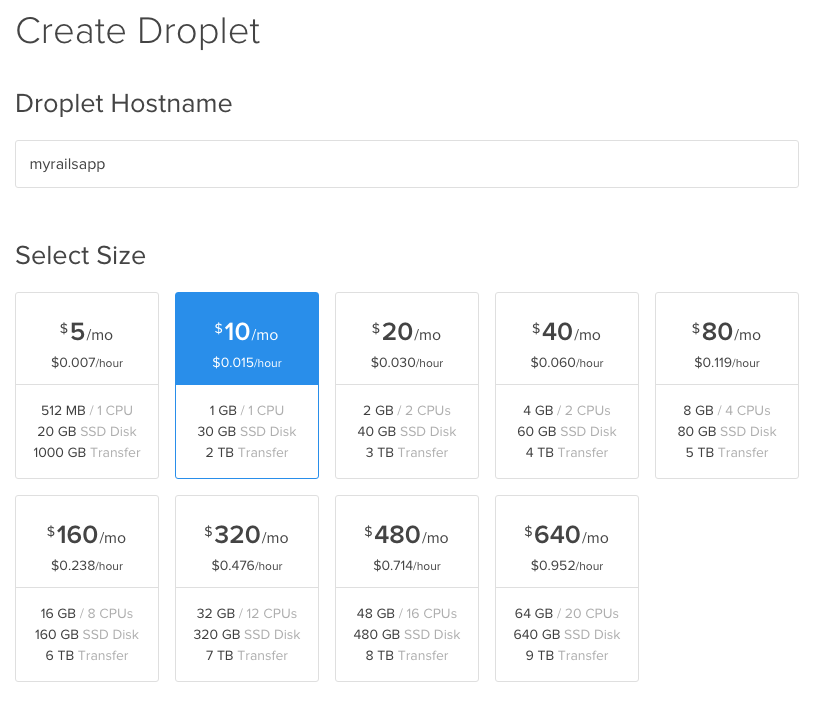 Create Droplet
Droplet Hostname
myrailsapp
Select Size
$5/mo
$0.007/hour
512 MB / 1 CPU
20 GB SSD Disk
1000 GB Transfer
$10/mo
$0.015/hour
1 GB / 1 CPU
30 GB SSD Disk
2 TB Transfer
$20/mo
$0.030/hour
2 GB / 2 CPUs
40 GB SSD Disk
3 TB Transfer
$40/mo
$0.060/hour
4 GB / 2 CPUs
60 GB SSD Disk
4 TB Transfer
$80/mo
$0.119/hour
8 GB / 4 CPUs
80 GB SSD Disk
5 TB Transfer
$160/mo
$0.238/hour
16 GB / 8 CPUs
160 GB SSD Disk
6 TB Transfer
$320/mo
$0.476/hour
32 GB / 12 CPUs
320 GB SSD Disk
7 TB Transfer
$480/mo
$0.714/hour
48 GB / 16 CPUs
480 GB SSD Disk
8 TB Transfer
$640/mo
$0.952/hour
64 GB / 20 CPUs
640 GB SSD Disk
9 TB Transfer